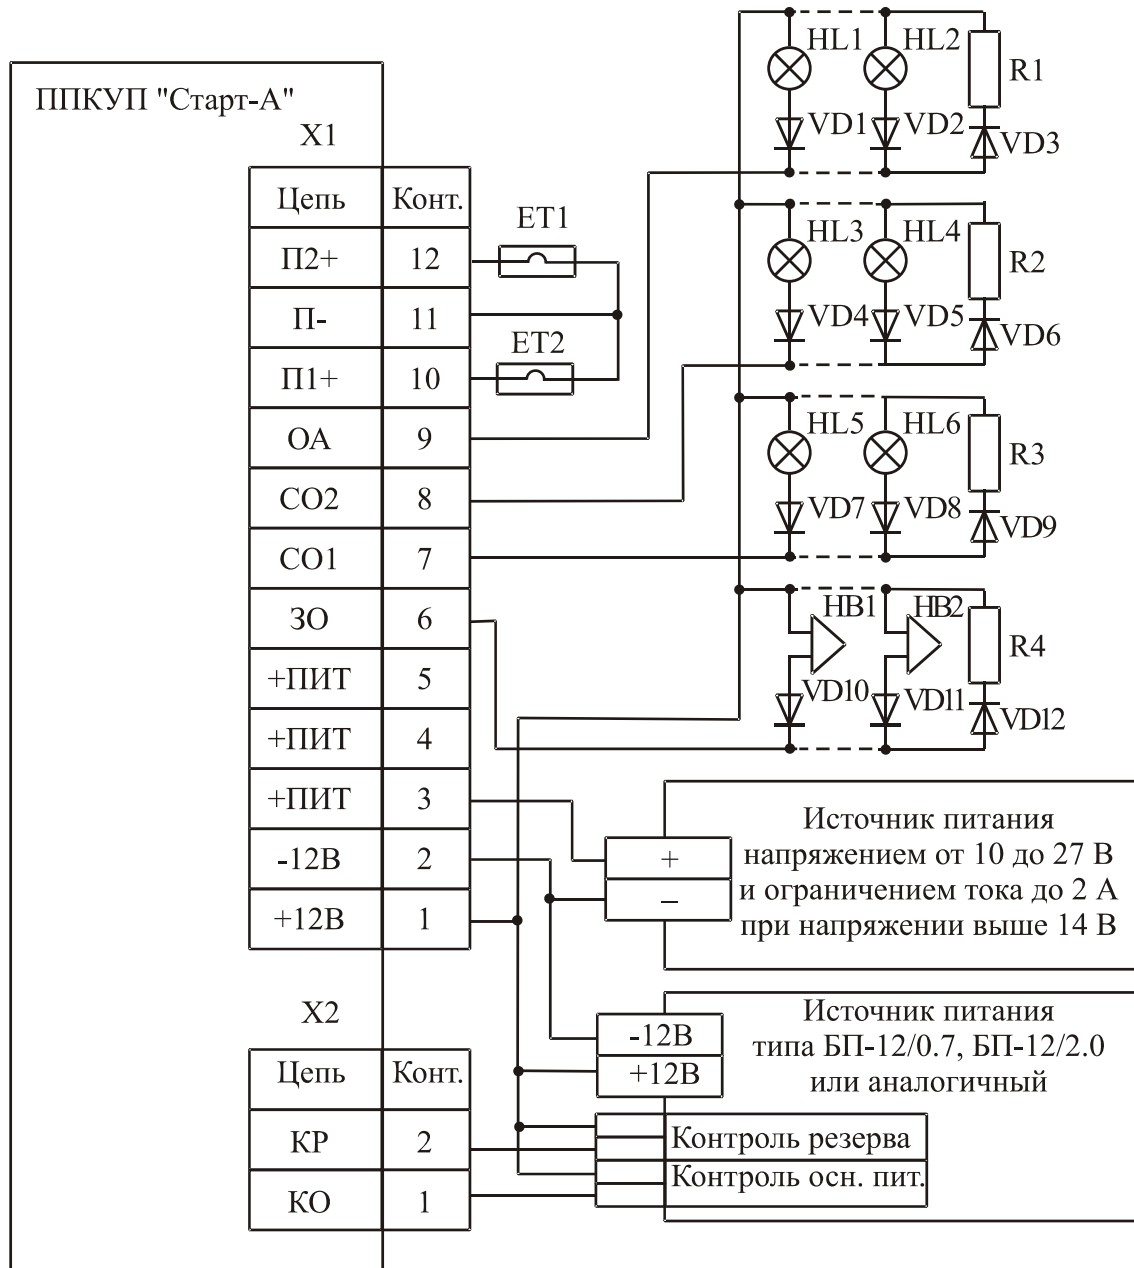 ППКУП "Старт-А"
X1
Цепь Конт.
П2+ 12
П- 11
П1+ 10
ОА 9
СО2 8
СО1 7
ЗО 6
+ПИТ 5
+ПИТ 4
+ПИТ 3
-12В 2
+12В 1
X2
Цепь Конт.
КР 2
КО 1
ET1
ET2
HL1 HL2 R1
VD1 VD2 VD3
HL3 HL4 R2
VD4 VD5 VD6
HL5 HL6 R3
VD7 VD8 VD9
HB1 HB2 R4
VD10 VD11 VD12
+
–
Источник питания
напряжением от 10 до 27 В
и ограничением тока до 2 А
при напряжении выше 14 В
-12В
+12В
Источник питания
типа БП-12/0.7, БП-12/2.0
или аналогичный
Контроль резерва
Контроль осн. пит.